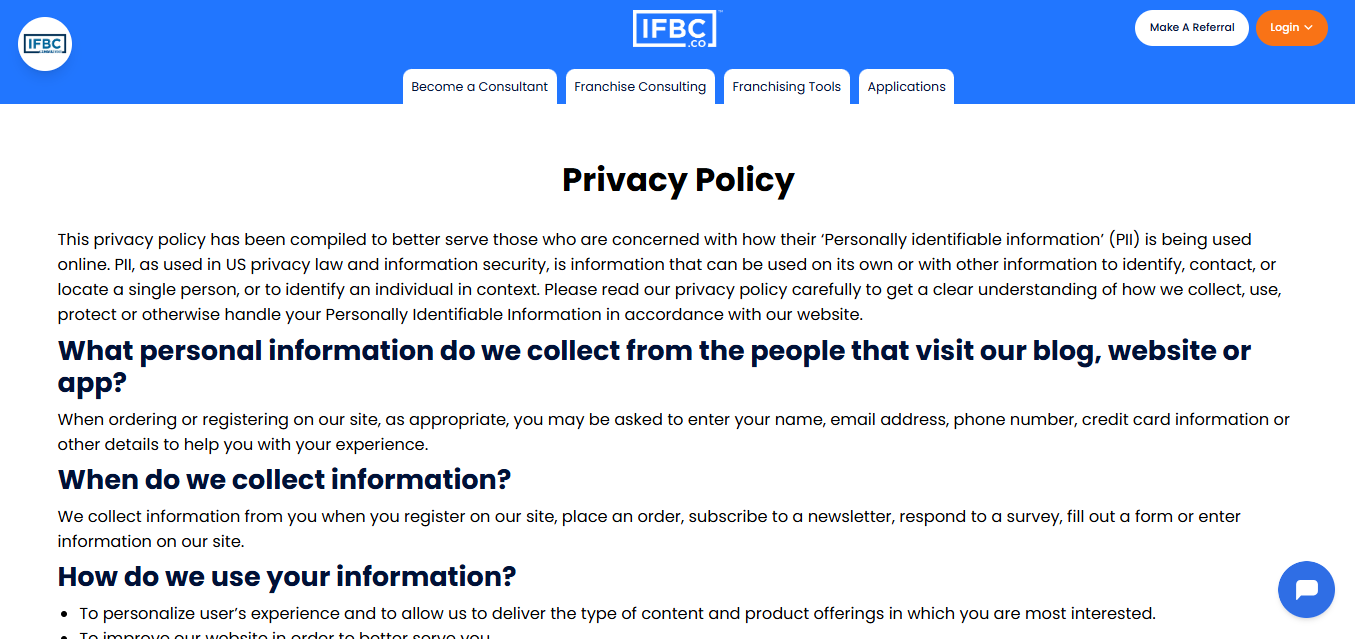 IFBC
IFBC
.CO
™
Make A Referral
Login
Become a Consultant
Franchise Consulting
Franchising Tools
Applications
Privacy Policy
This privacy policy has been compiled to better serve those who are concerned with how their ‘Personally identifiable information’ (PII) is being used
online. PII, as used in US privacy law and information security, is information that can be used on its own or with other information to identify, contact, or
locate a single person, or to identify an individual in context. Please read our privacy policy carefully to get a clear understanding of how we collect, use,
protect or otherwise handle your Personally Identifiable Information in accordance with our website.
What personal information do we collect from the people that visit our blog, website or
app?
When ordering or registering on our site, as appropriate, you may be asked to enter your name, email address, phone number, credit card information or
other details to help you with your experience.
When do we collect information?
We collect information from you when you register on our site, place an order, subscribe to a newsletter, respond to a survey, fill out a form or enter
information on our site.
How do we use your information?
• To personalize user’s experience and to allow us to deliver the type of content and product offerings in which you are most interested.
• To improve our website in order to better serve you.